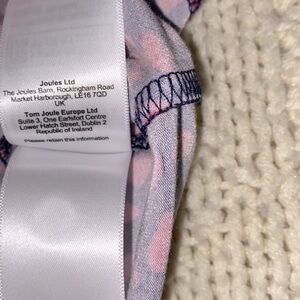 Joules Ltd
The Joules Barn, Rockingham Road
Market Harborough, LE16 7QD
UK
Tom Joule Europe Ltd
Suite 3, One Earlsfort Centre
Lower Hatch Street, Dublin 2
Republic of Ireland
Please retain this information